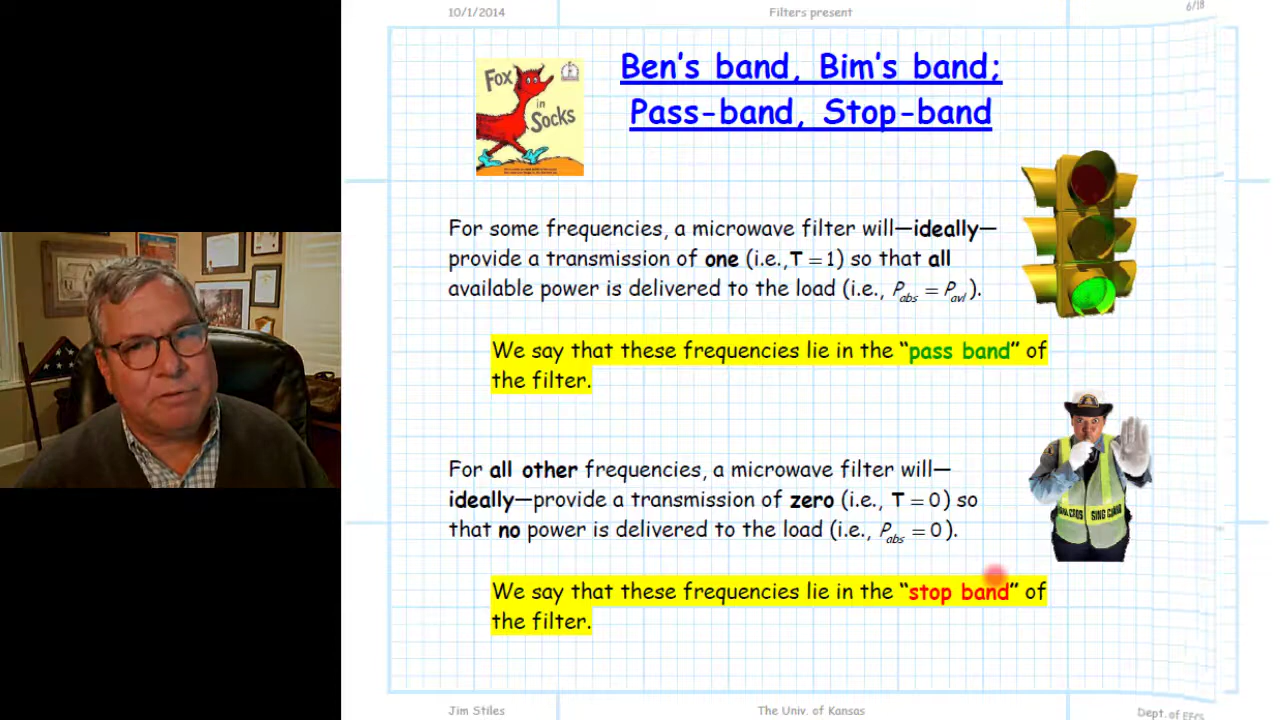 10/1/2014
Filters present
6/18
Fox
in
Socks
Ben's band, Bim's band;
Pass-band, Stop-band
For some frequencies, a microwave filter will—ideally—
provide a transmission of one (i.e., T = 1) so that all
available power is delivered to the load (i.e., Pabs = Pavl).
We say that these frequencies lie in the “pass band” of
the filter.
For all other frequencies, a microwave filter will—
ideally—provide a transmission of zero (i.e., T = 0) so
that no power is delivered to the load (i.e., Pabs = 0).
We say that these frequencies lie in the “stop band” of
the filter.
Jim Stiles
The Univ. of Kansas
Dept. of EECS